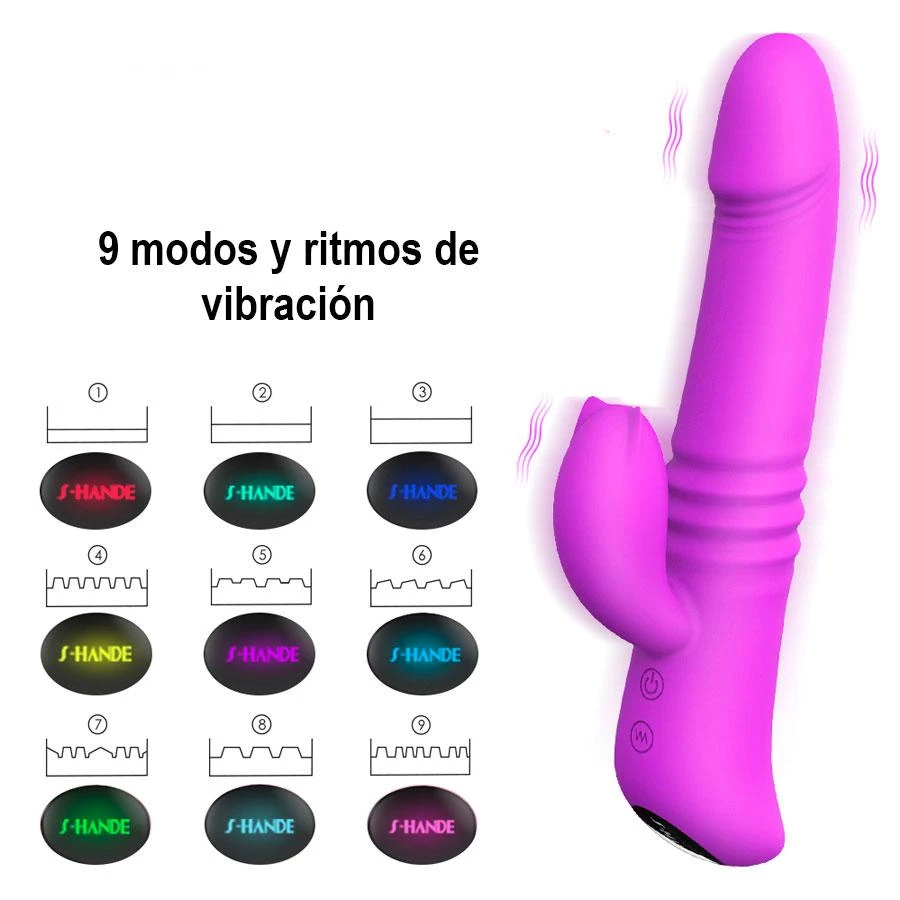 9 modos y ritmos de
vibración
① ② ③
S-HANDE S-HANDE S-HANDE
④ ⑤ ⑥
S-HANDE S-HANDE S-HANDE
⑦ ⑧ ⑨
S-HANDE S-HANDE S-HANDE